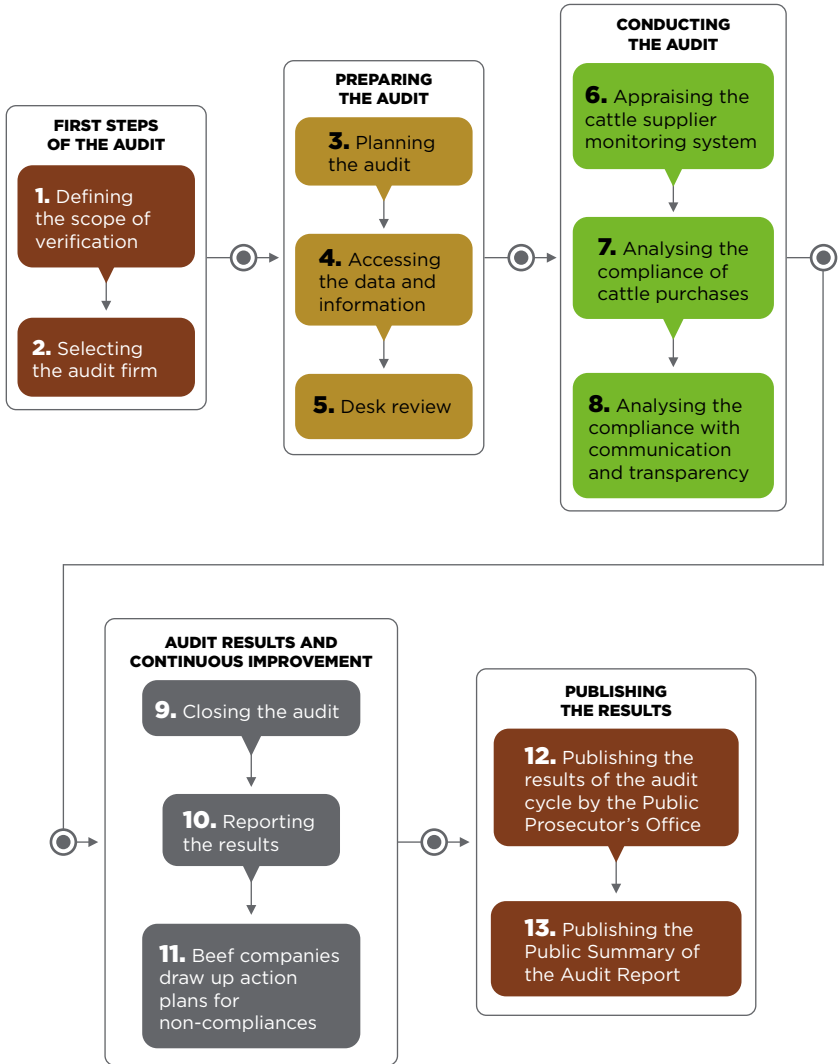 FIRST STEPS
OF THE AUDIT
1. Defining
the scope of
verification
2. Selecting
the audit firm
PREPARING
THE AUDIT
3. Planning
the audit
4. Accessing
the data and
information
5. Desk review
CONDUCTING
THE AUDIT
6. Appraising the
cattle supplier
monitoring system
7. Analysing the
compliance of
cattle purchases
8. Analysing the
compliance with
communication
and transparency
AUDIT RESULTS AND
CONTINUOUS IMPROVEMENT
9. Closing the audit
10. Reporting
the results
11. Beef companies
draw up action
plans for
non-compliances
PUBLISHING
THE RESULTS
12. Publishing the
results of the audit
cycle by the Public
Prosecutor’s Office
13. Publishing the
Public Summary of
the Audit Report